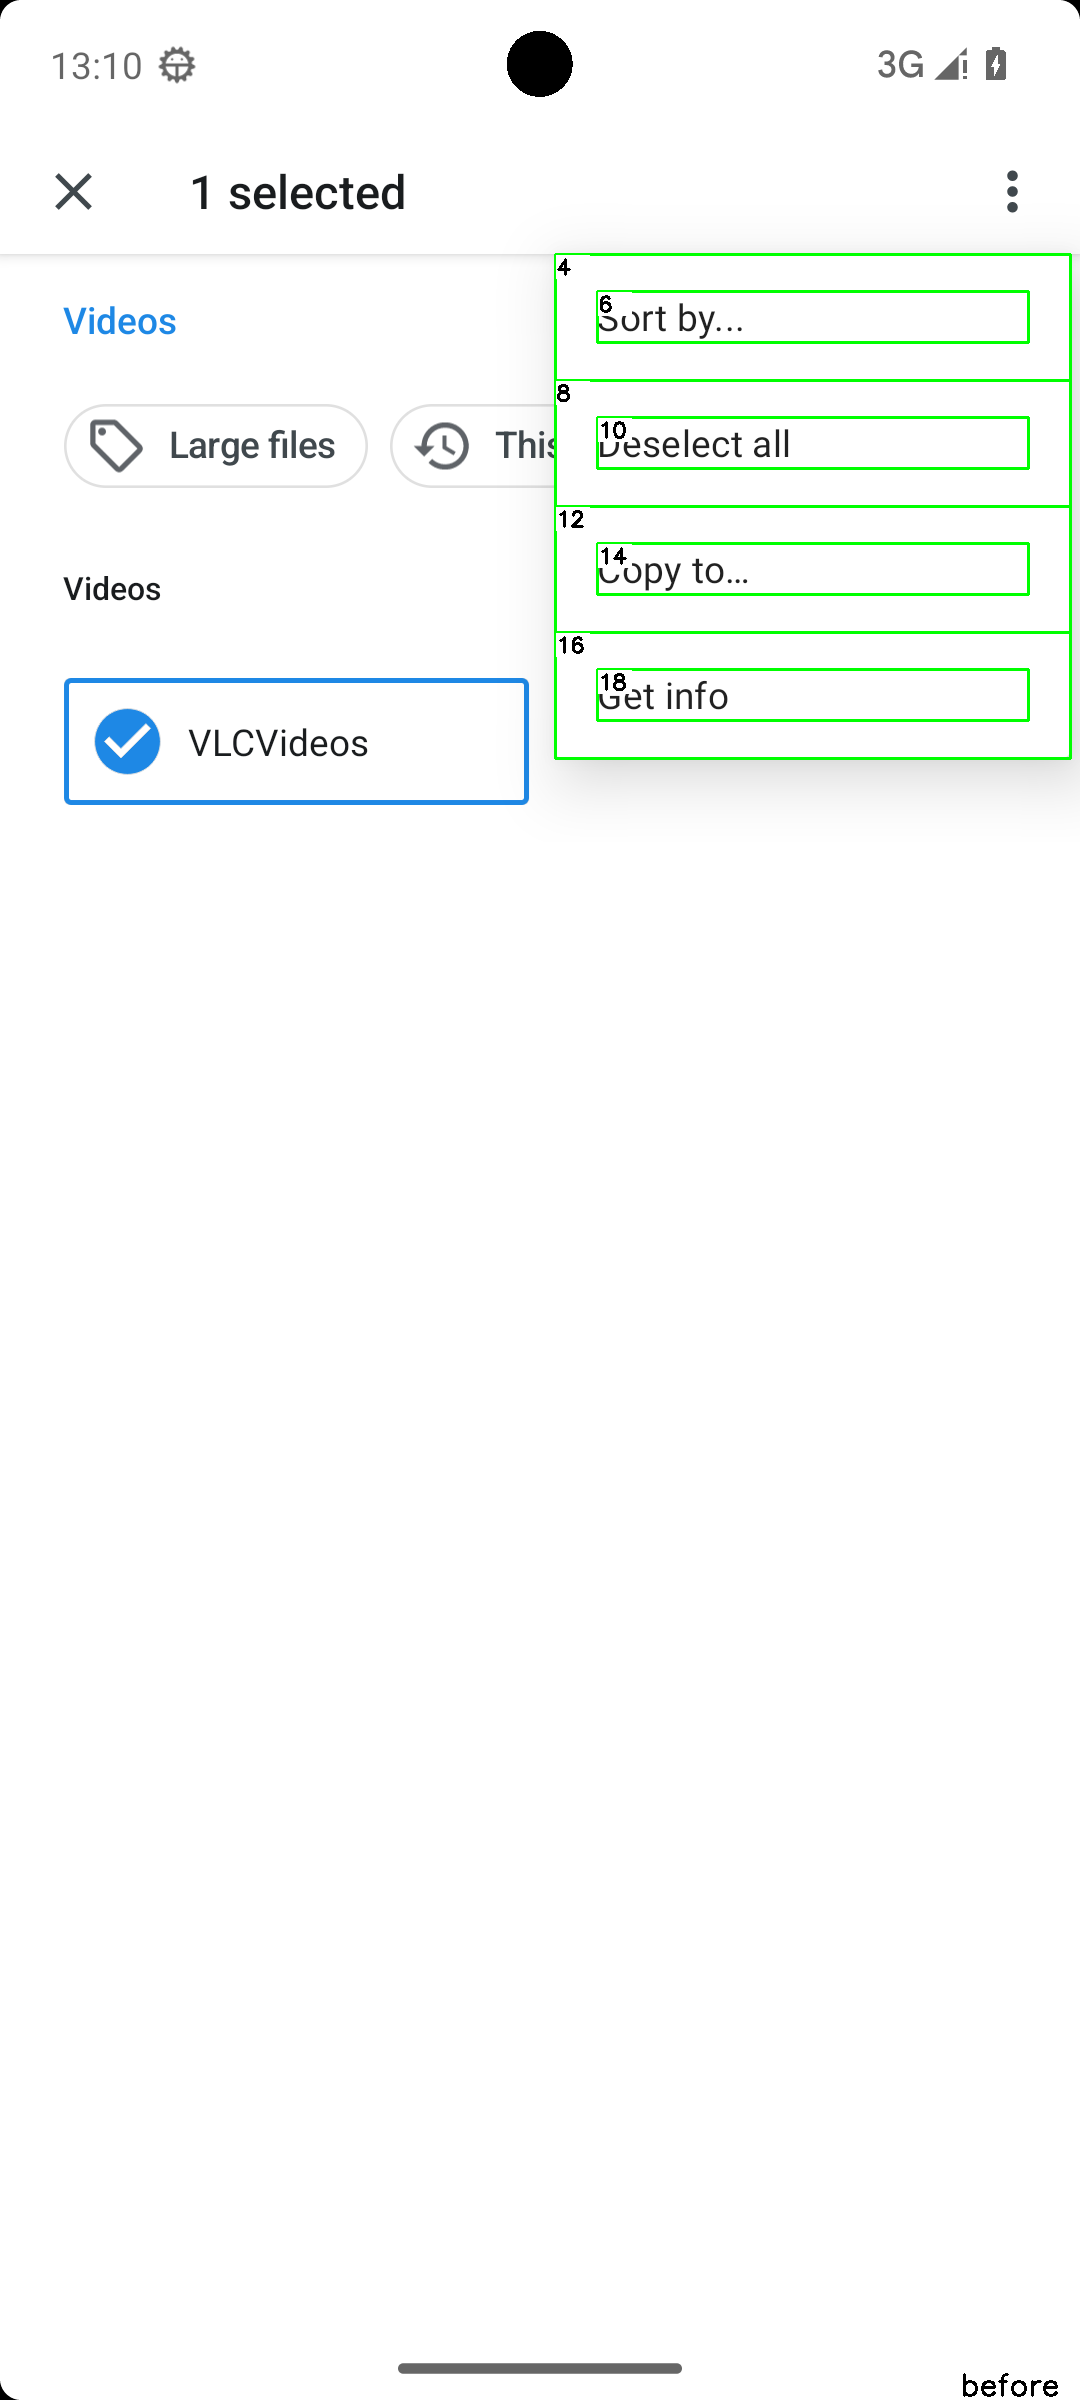 13:10
3G
1 selected
Videos
Large files
This
Videos
VLCVideos
4
6
Sort by...
8
10
Deselect all
12
14
Copy to...
16
18
Get info
before